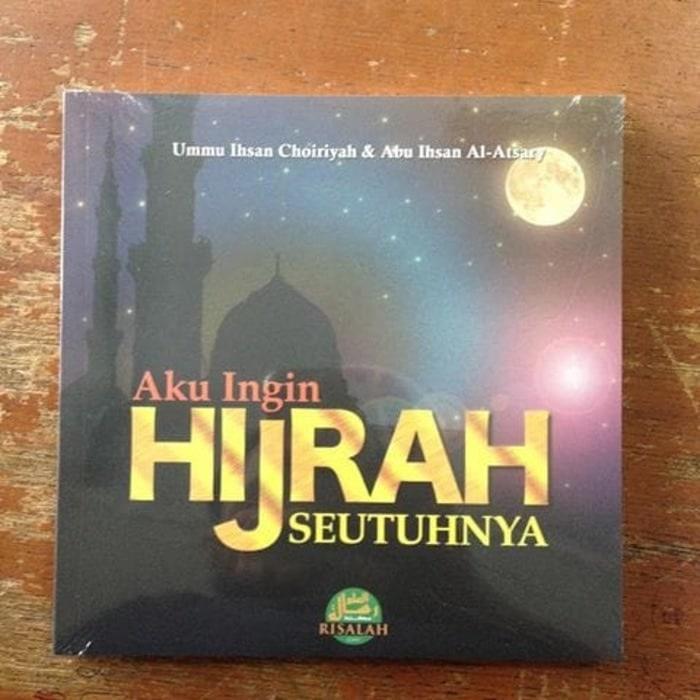 Ummu Ihsan Choiriyah & Abu Ihsan Al-Atsary
Aku Ingin
HIJRAH
SEUTUHNYA
RISALAH